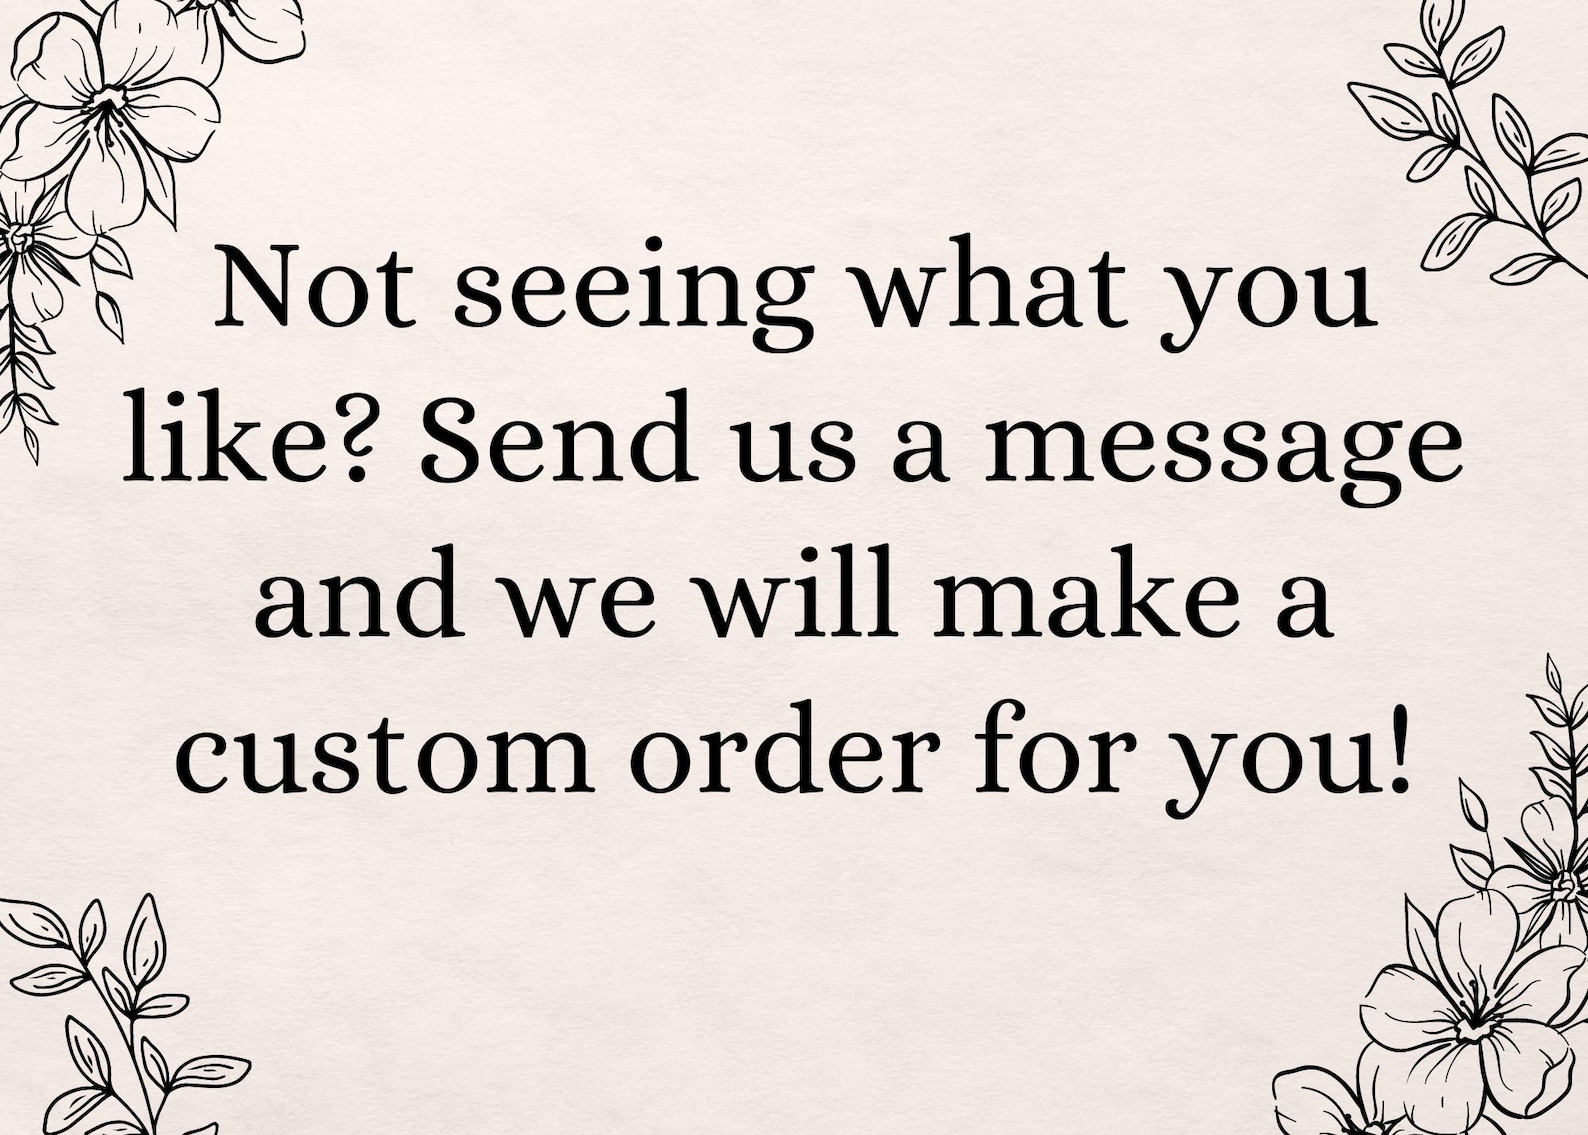 Not seeing what you
like? Send us a message
and we will make a
custom order for you!